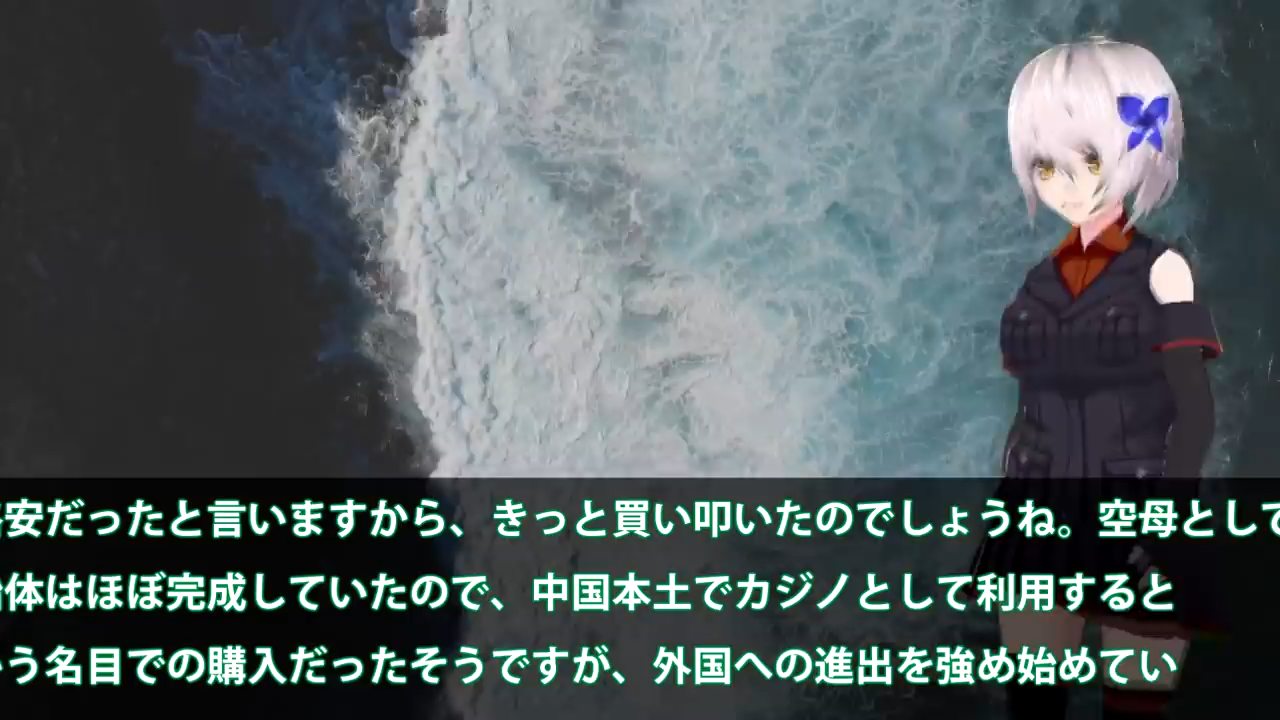 安だったと言いますから、きっと買い叩いたのでしょうね。空母として
体はほぼ完成していたので、中国本土でカジノとして利用すると
う名目での購入だったそうですが、外国への進出を強め始めてい